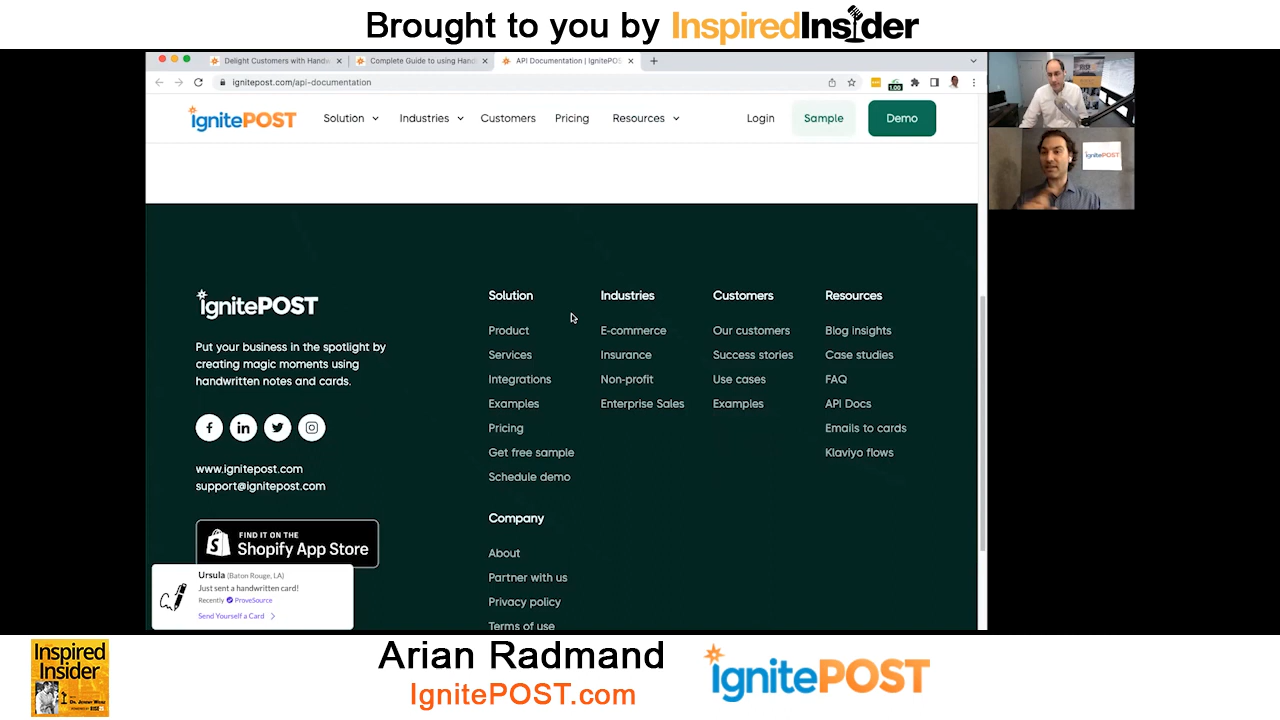 Brought to you by InspiredInsider
Delight Customers with Handw
Complete Guide to using Hand
API Documentation | IgnitePOS
ignitepost.com/api-documentation
1.00
ignitePOST
Solution
Industries
Customers
Pricing
Resources
Login
Sample
Demo
ignitePOST
ignitePOST
Put your business in the spotlight by
creating magic moments using
handwritten notes and cards.
www.ignitepost.com
support@ignitepost.com
FIND IT ON THE
Shopify App Store
Solution
Product
Services
Integrations
Examples
Pricing
Get free sample
Schedule demo
Company
About
Partner with us
Privacy policy
Terms of use
Industries
E-commerce
Insurance
Non-profit
Enterprise Sales
Customers
Our customers
Success stories
Use cases
Examples
Resources
Blog insights
Case studies
FAQ
API Docs
Emails to cards
Klaviyo flows
Ursula (Baton Rouge, LA)
Just sent a handwritten card!
Recently ProveSource
Send Yourself a Card
Inspired
Insider
Arian Radmand
IgnitePOST.com
ignitePOST